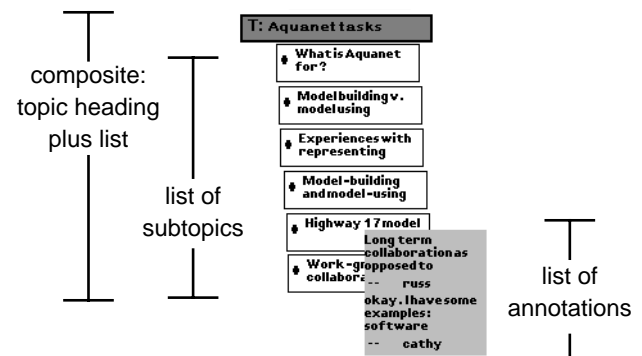 T: Aquanet tasks
What is Aquanet
for?
Model building v.
model using
Experiences with
representing
Model-building
and model-using
Highway 17 model
Work-gr
collabora
Long term
collaboration as
opposed to
-- russ
okay. I have some
examples:
software
-- cathy
composite:
topic heading
plus list
list of
subtopics
list of
annotations